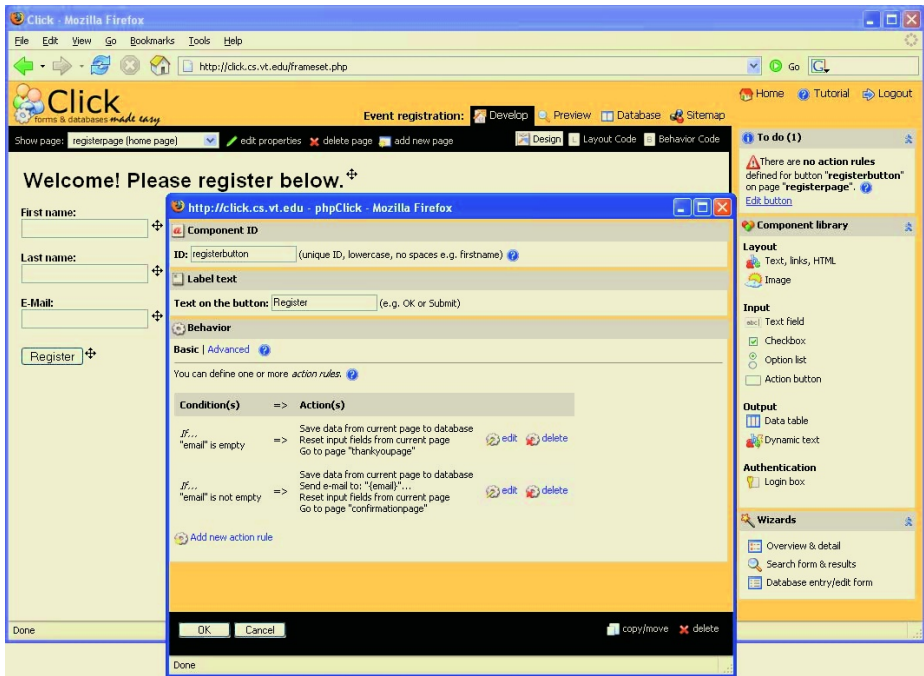 Click - Mozilla Firefox
File Edit View Go Bookmarks Tools Help
http://click.cs.vt.edu/frameset.php Go
Click
forms & databases made easy
Event registration: Develop Preview Database Sitemap
Home Tutorial Logout
Show page: registerpage (home page) edit properties delete page add new page Design L Layout Code B Behavior Code
Welcome! Please register below.
First name:
Last name:
E-Mail:
Register
http://click.cs.vt.edu - phpClick - Mozilla Firefox
Component ID
ID: registerbutton (unique ID, lowercase, no spaces e.g. firstname)
Label text
Text on the button: Register (e.g. OK or Submit)
Behavior
Basic | Advanced
You can define one or more action rules.
Condition(s) => Action(s)
If...
"email" is empty
=>
Save data from current page to database
Reset input fields from current page
Go to page "thankyoupage"
edit delete
If...
"email" is not empty
=>
Save data from current page to database
Send e-mail to: "{email}"...
Reset input fields from current page
Go to page "confirmationpage"
edit delete
Add new action rule
OK Cancel copy/move delete
Done
To do (1)
There are no action rules
defined for button "registerbutton"
on page "registerpage".
Edit button
Component library
Layout
Text, links, HTML
Image
Input
abc Text field
Checkbox
Option list
Action button
Output
Data table
Dynamic text
Authentication
Login box
Wizards
Overview & detail
Search form & results
Database entry/edit form
Done